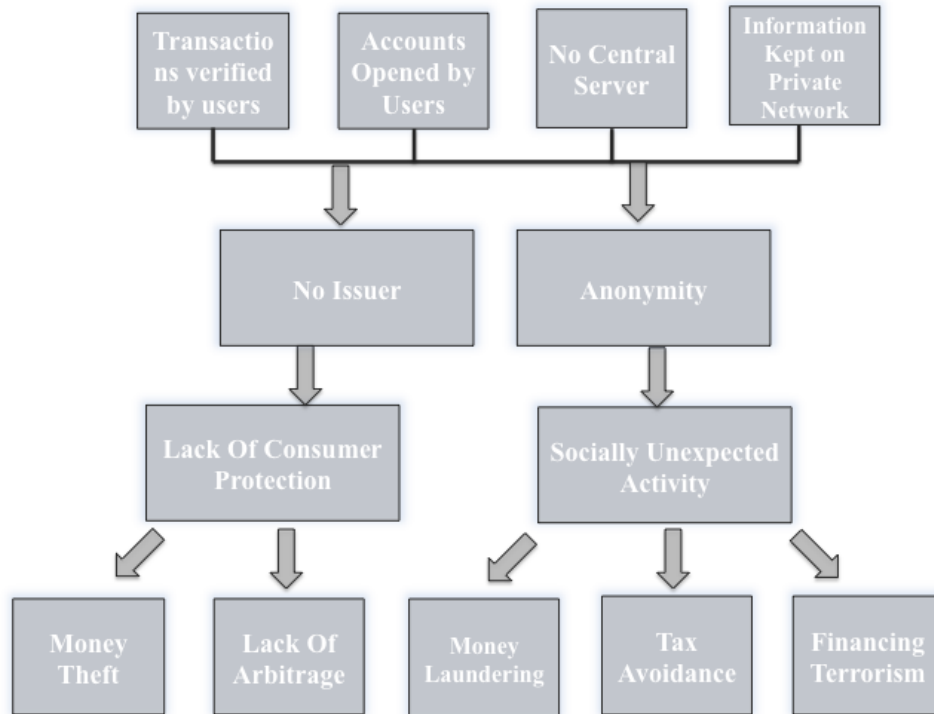 Transactio
ns verified
by users
Accounts
Opened by
Users
No Central
Server
Information
Kept on
Private
Network
No Issuer
Anonymity
Lack Of Consumer
Protection
Socially Unexpected
Activity
Money
Theft
Lack Of
Arbitrage
Money
Laundering
Tax
Avoidance
Financing
Terrorism